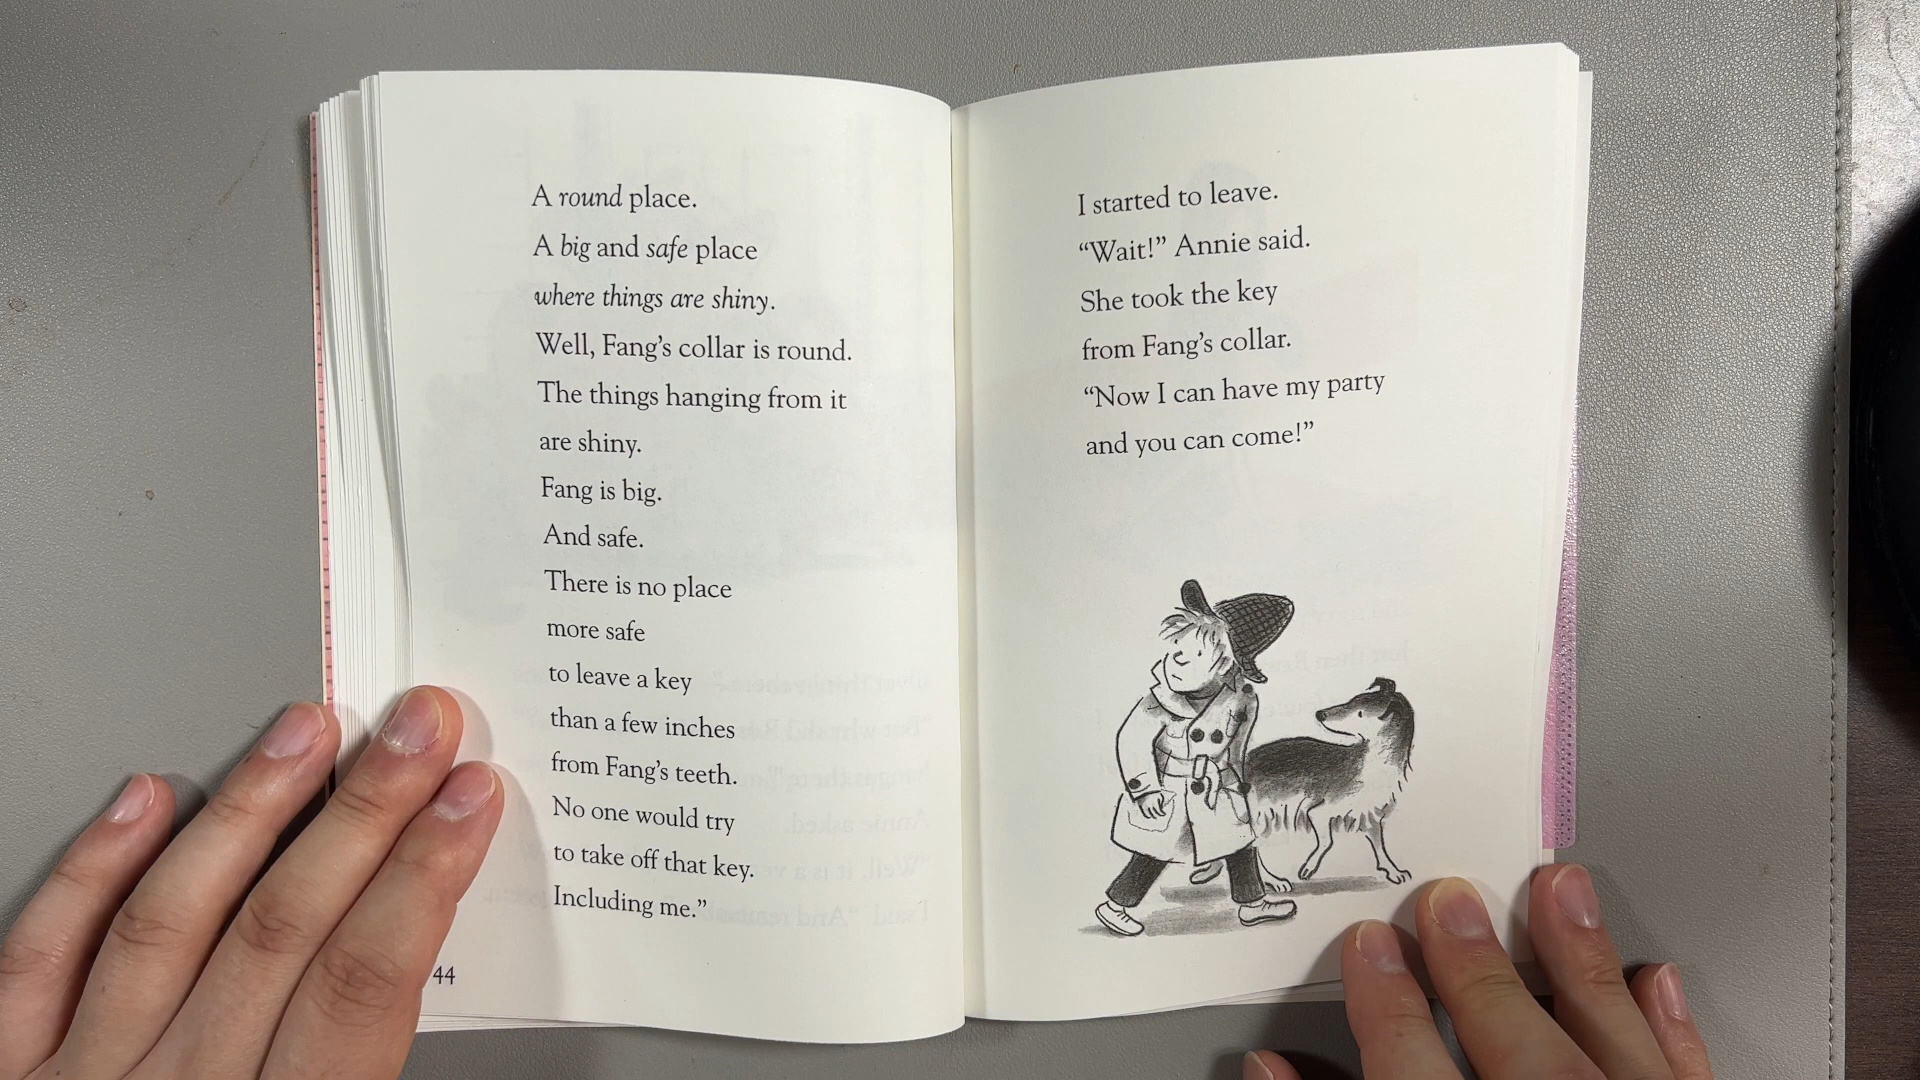 A round place.
A big and safe place
where things are shiny.
Well, Fang’s collar is round.
The things hanging from it
are shiny.
Fang is big.
And safe.
There is no place
more safe
to leave a key
than a few inches
from Fang’s teeth.
No one would try
to take off that key.
Including me.”
44
I started to leave.
“Wait!” Annie said.
She took the key
from Fang’s collar.
“Now I can have my party
and you can come!”